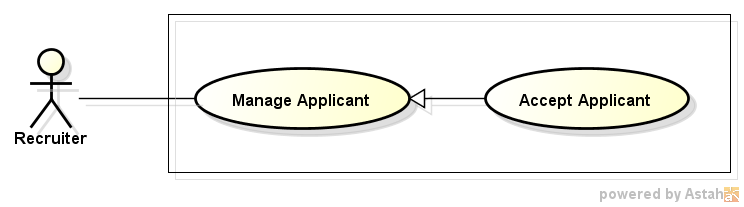 Manage Applicant
Accept Applicant
Recruiter
powered by Astah